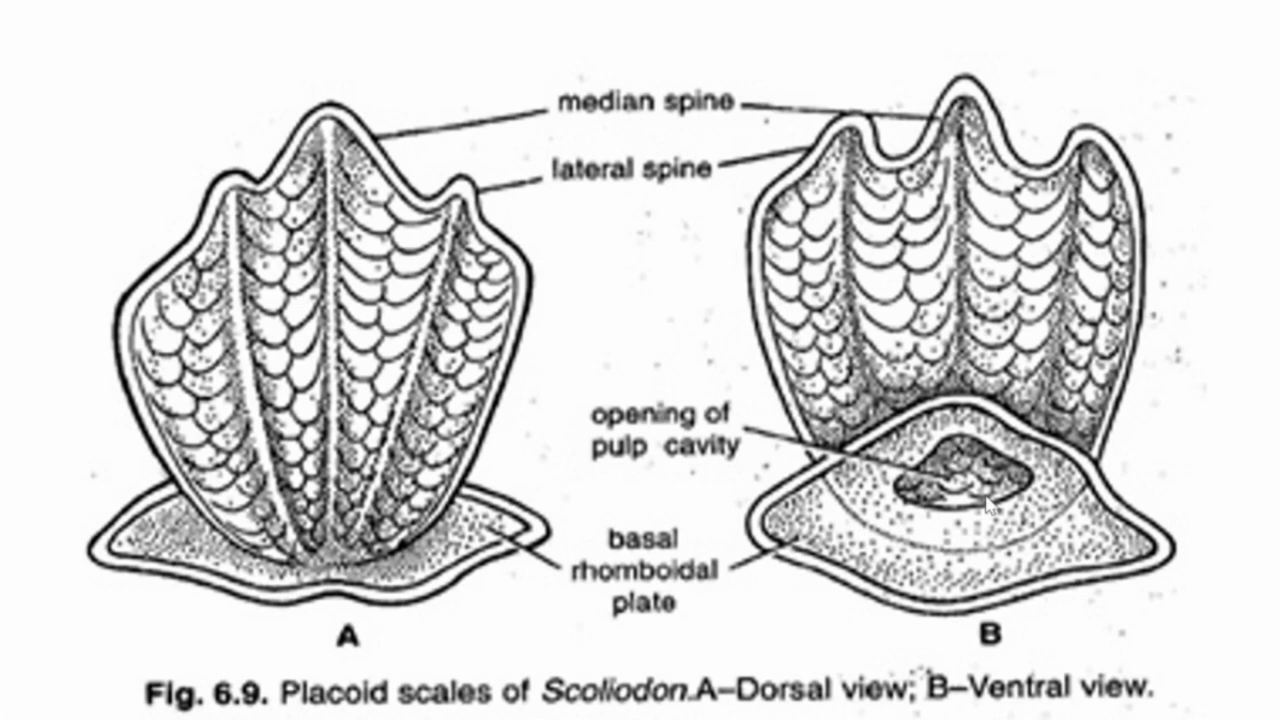 median spine
lateral spine
opening of
pulp cavity
basal
rhomboidal
plate
A
B
Fig. 6.9. Placoid scales of Scoliodon.A–Dorsal view; B–Ventral view.